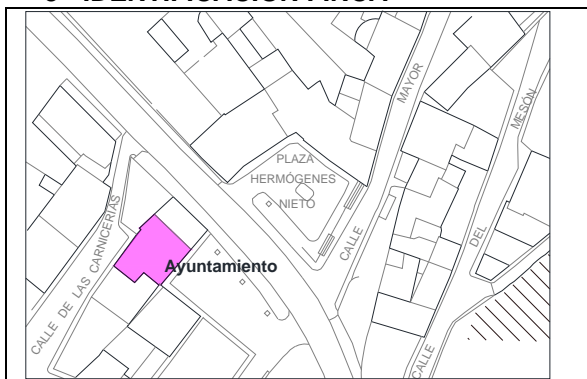 PLAZA
HERMÓGENES
NIETO
CALLE MAYOR
CALLE DEL MESÓN
CALLE DE LAS CARNICERÍAS
Ayuntamiento